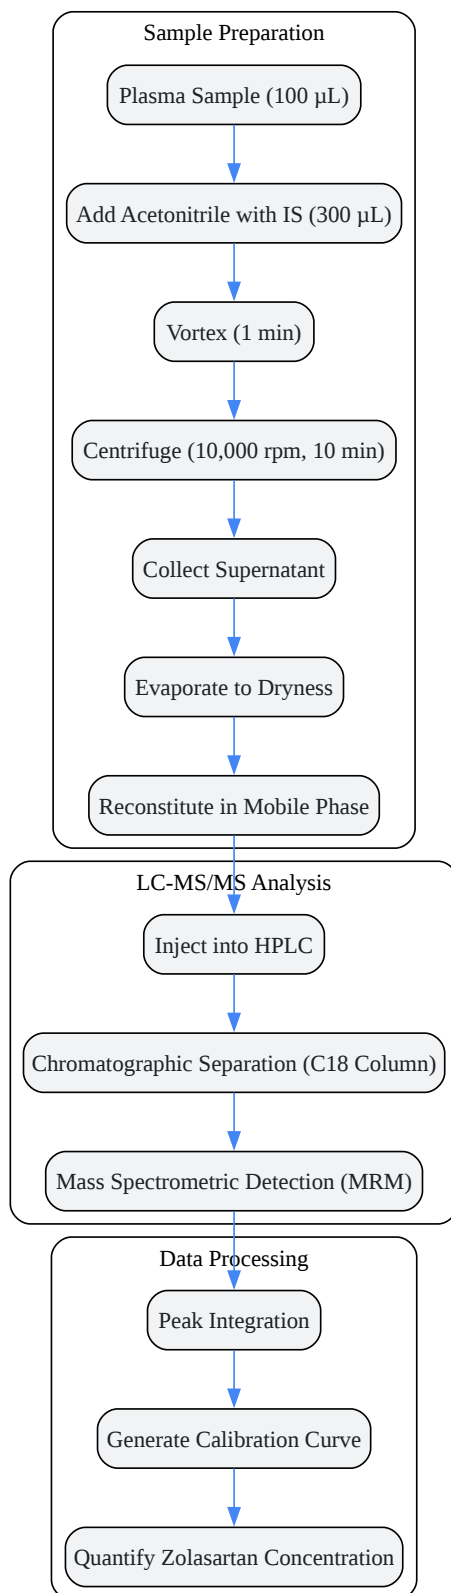 Sample Preparation
Plasma Sample (100 µL)
Add Acetonitrile with IS (300 µL)
Vortex (1 min)
Centrifuge (10,000 rpm, 10 min)
Collect Supernatant
Evaporate to Dryness
Reconstitute in Mobile Phase
LC-MS/MS Analysis
Inject into HPLC
Chromatographic Separation (C18 Column)
Mass Spectrometric Detection (MRM)
Data Processing
Peak Integration
Generate Calibration Curve
Quantify Zolasartan Concentration